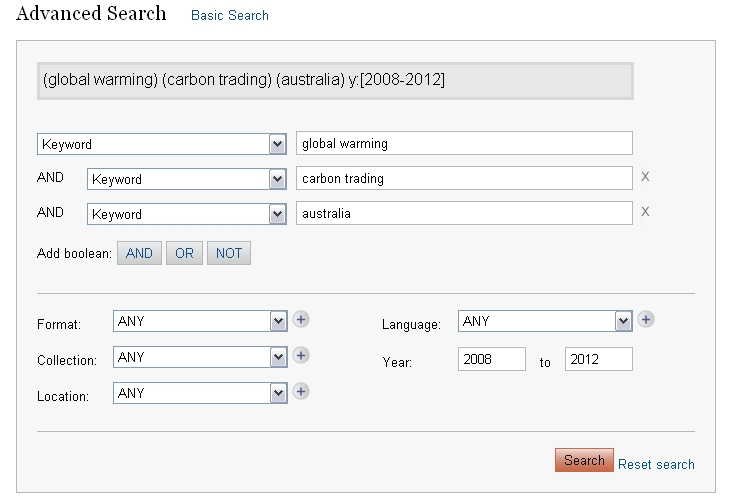 Advanced Search Basic Search
(global warming) (carbon trading) (australia) y:[2008-2012]
Keyword global warming
AND Keyword carbon trading X
AND Keyword australia X
Add boolean: AND OR NOT
Format: ANY + Language: ANY +
Collection: ANY + Year: 2008 to 2012
Location: ANY +
Search Reset search